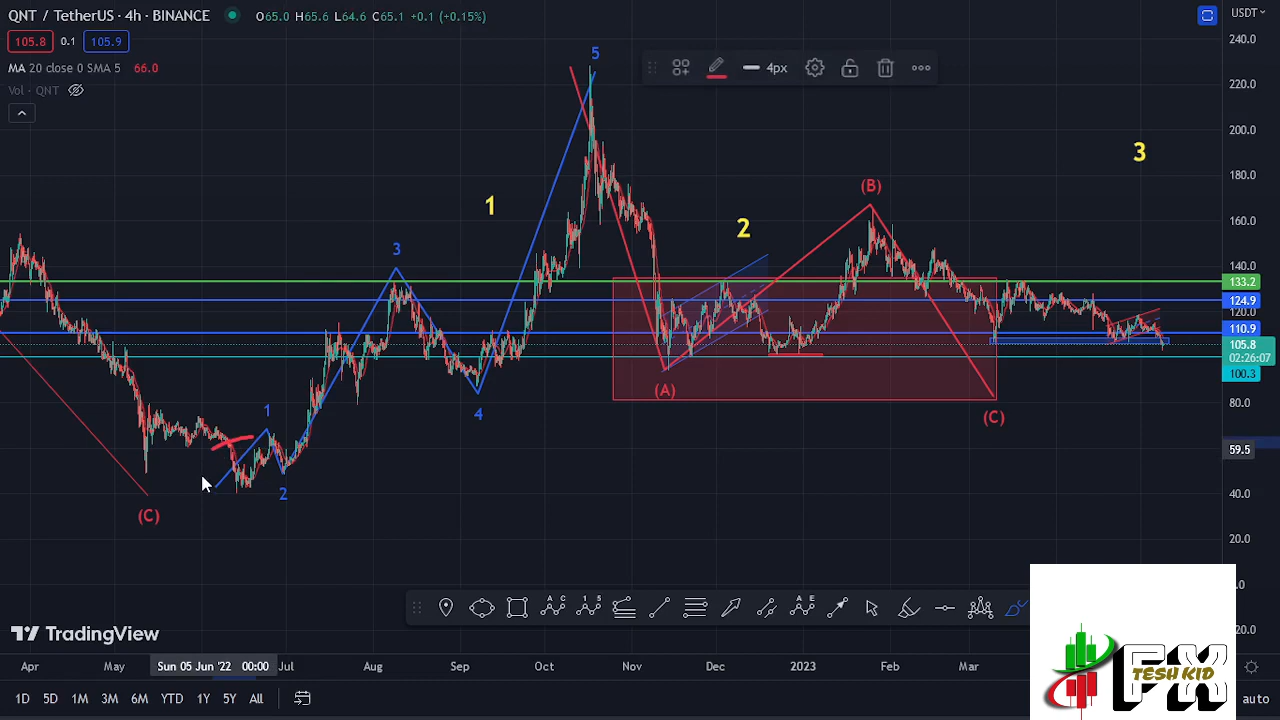 QNT / TetherUS · 4h · BINANCE O65.0 H65.6 L64.6 C65.1 +0.1 (+0.15%) USDT
105.8 0.1 105.9
MA 20 close 0 SMA 5 66.0
Vol · QNT
4px
240.0
220.0
200.0
180.0
160.0
140.0
133.2
124.9
120.0
110.9
105.8
02:26:07
100.3
80.0
59.5
40.0
20.0
5
1
3
(B)
3
2
(A)
4
(C)
1
2
(C)
TradingView
Apr May Sun 05 Jun '22 00:00 Jul Aug Sep Oct Nov Dec 2023 Feb Mar
1D 5D 1M 3M 6M YTD 1Y 5Y All auto
FX
TESH KID